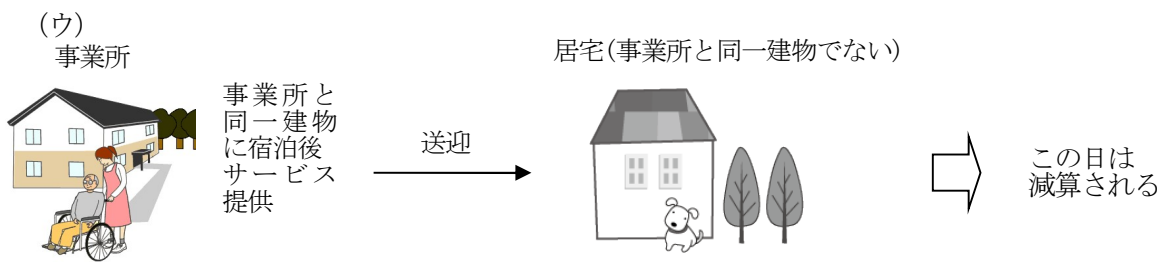 (ウ)
事業所
事業所と
同一建物
に宿泊後
サービス
提供
送迎
居宅(事業所と同一建物でない)
この日は
減算される